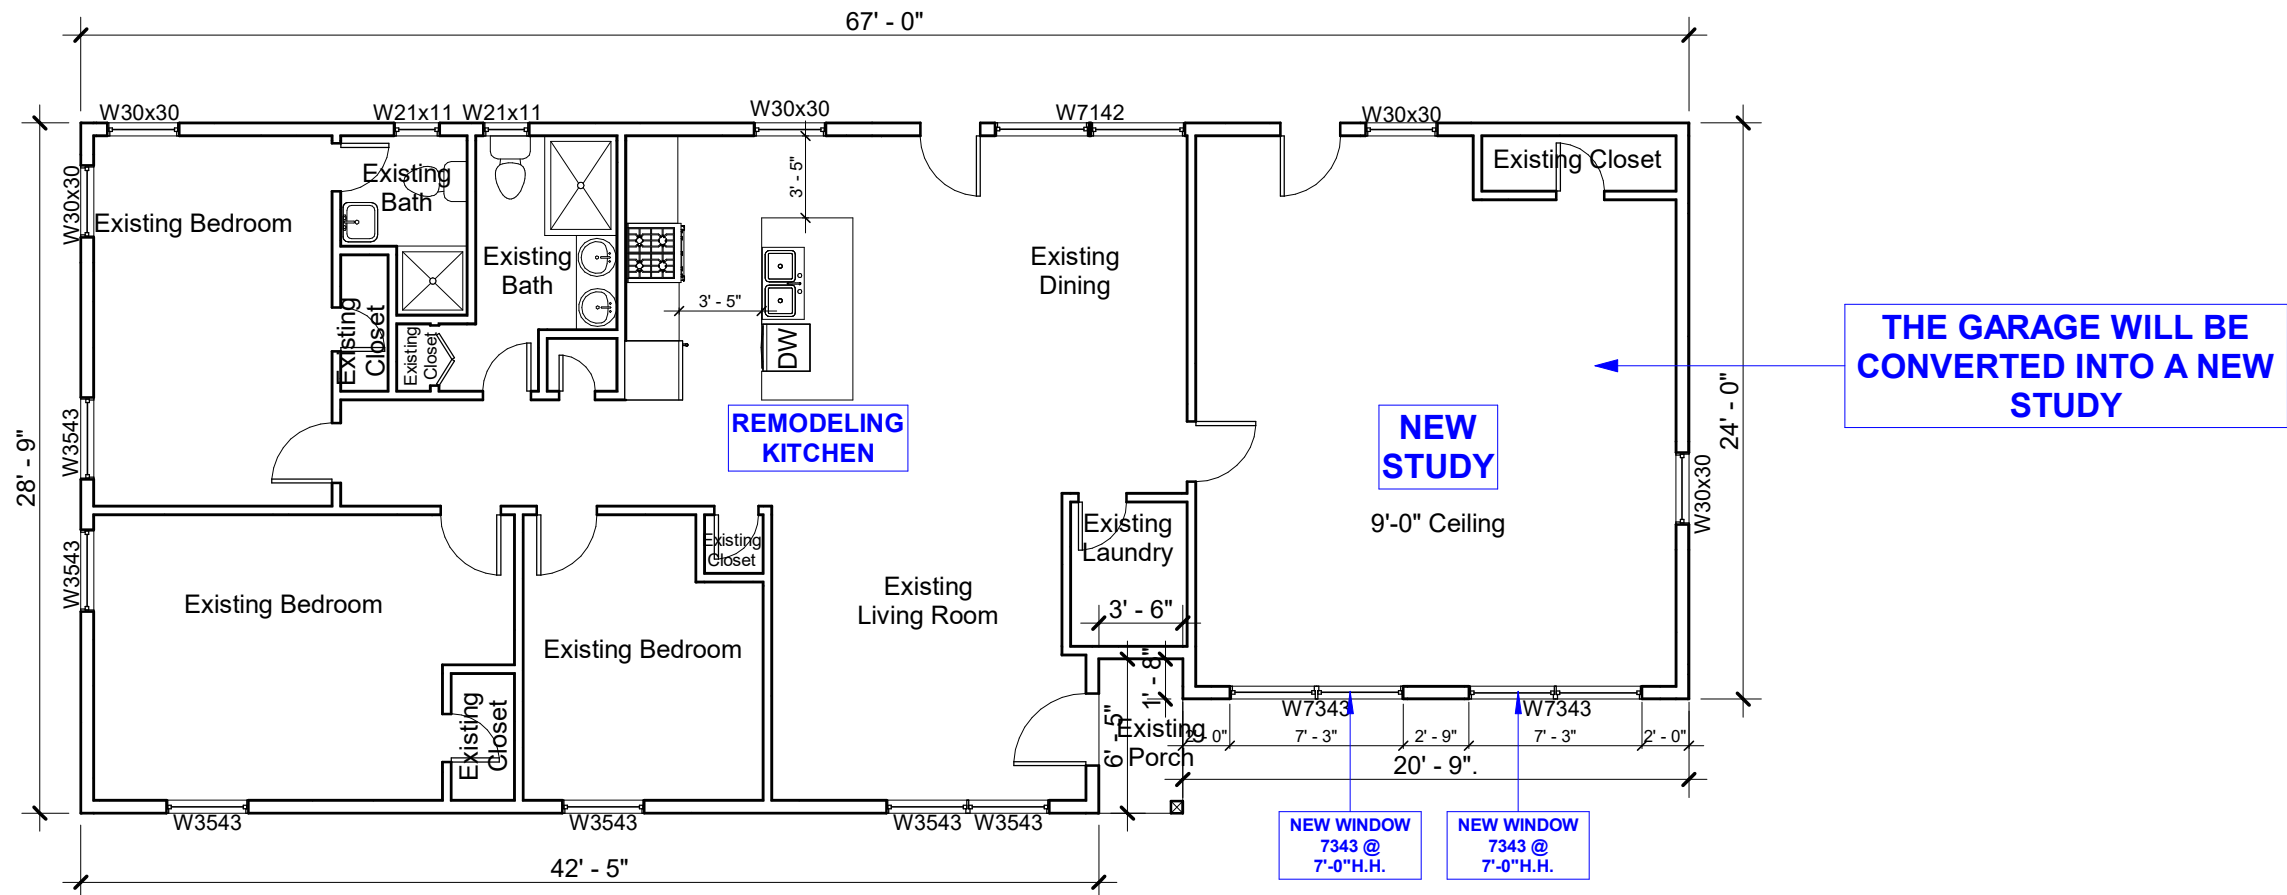 67' - 0"
W30x30
W21x11
W21x11
W30x30
W7142
W30x30
W30x30
Existing Bedroom
Existing
Bath
Existing
Bath
3' - 5"
3' - 5"
DW
Existing
Dining
Existing Closet
Existing
Closet
Existing
Closet
THE GARAGE WILL BE
CONVERTED INTO A NEW
STUDY
28' - 9"
W3543
REMODELING
KITCHEN
NEW
STUDY
9'-0" Ceiling
24' - 0"
W30x30
W3543
Existing Bedroom
Existing
Closet
Existing Bedroom
Existing
Closet
Existing
Living Room
Existing
Laundry
3' - 6"
1' - 8"
6' - 5"
Existing
Porch
W7343
W7343
2' - 0"
7' - 3"
2' - 9"
7' - 3"
2' - 0"
20' - 9".
W3543
W3543
W3543
W3543
NEW WINDOW
7343 @
7'-0"H.H.
NEW WINDOW
7343 @
7'-0"H.H.
42' - 5"